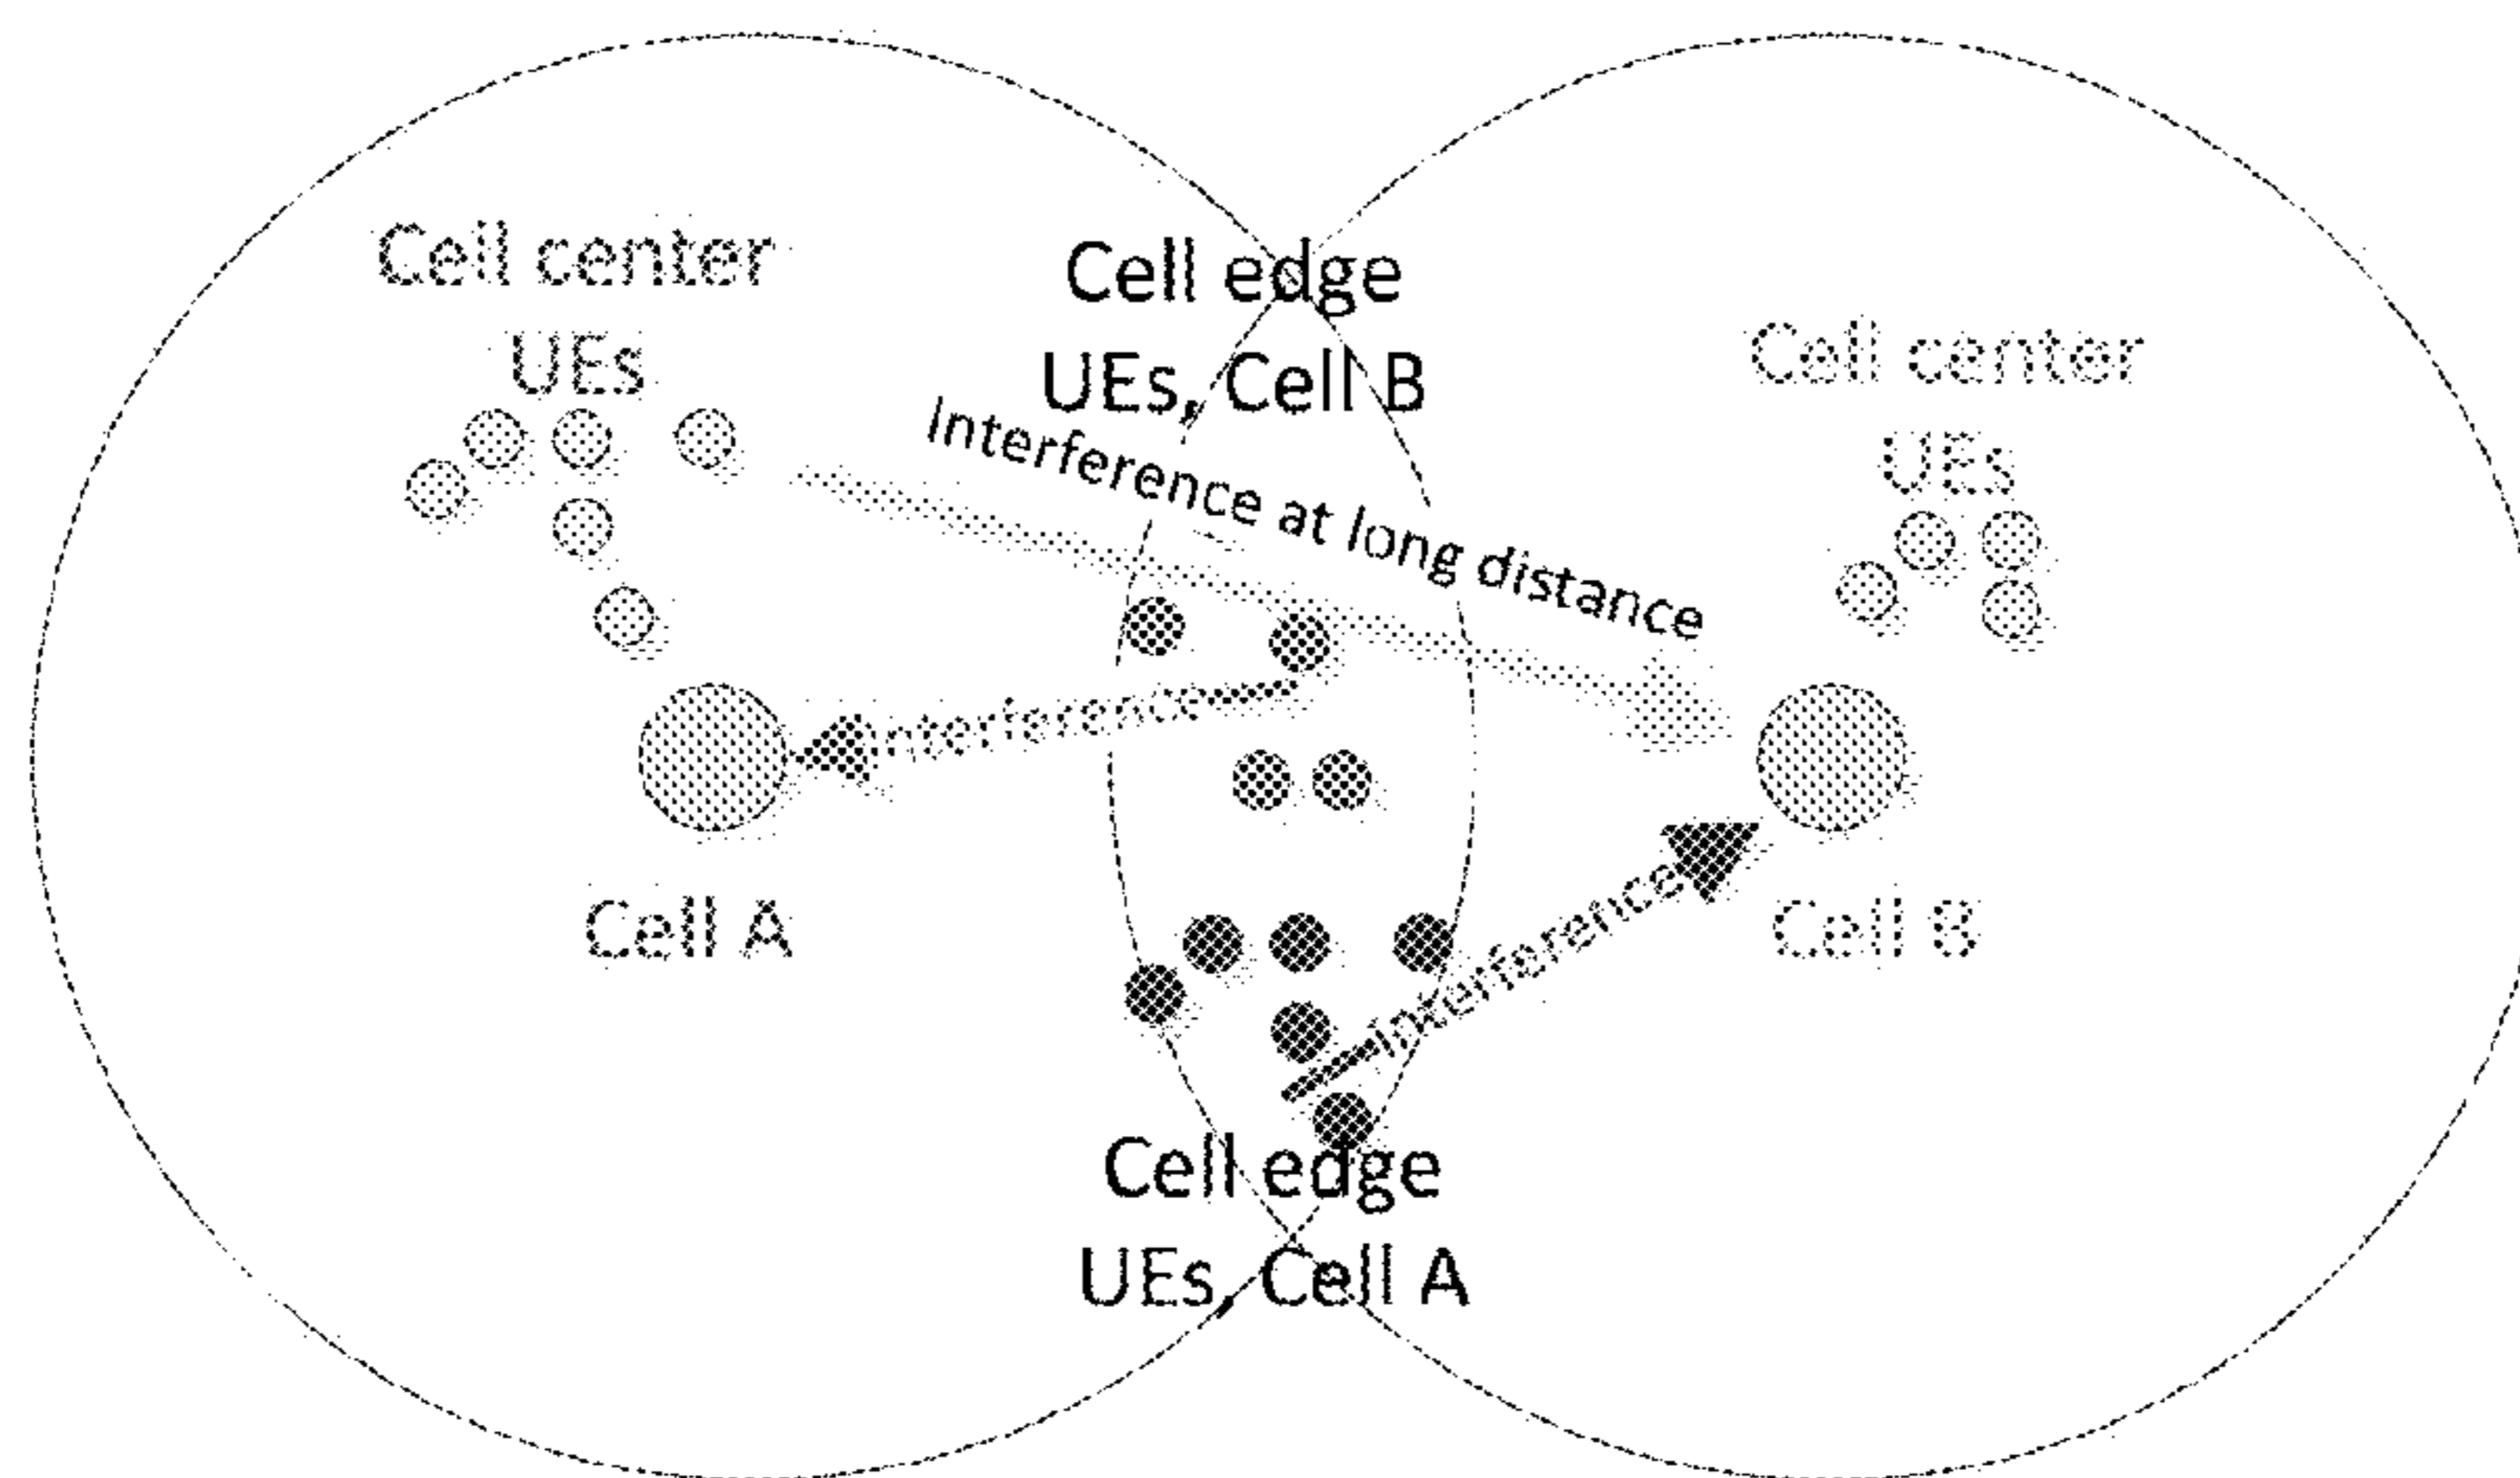 Cell center
UEs
Cell edge
UEs, Cell B
Cell center
UEs
Interference at long distance
Interference
Cell A
Interference
Cell B
Cell edge
UEs, Cell A